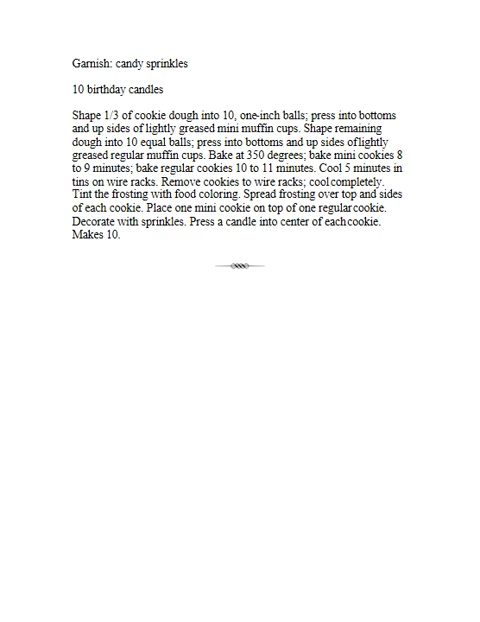 Garnish: candy sprinkles
10 birthday candles
Shape 1/3 of cookie dough into 10, one-inch balls; press into bottoms
and up sides of lightly greased mini muffin cups. Shape remaining
dough into 10 equal balls; press into bottoms and up sides of lightly
greased regular muffin cups. Bake at 350 degrees; bake mini cookies 8
to 9 minutes; bake regular cookies 10 to 11 minutes. Cool 5 minutes in
tins on wire racks. Remove cookies to wire racks; cool completely.
Tint the frosting with food coloring. Spread frosting over top and sides
of each cookie. Place one mini cookie on top of one regular cookie.
Decorate with sprinkles. Press a candle into center of each cookie.
Makes 10.